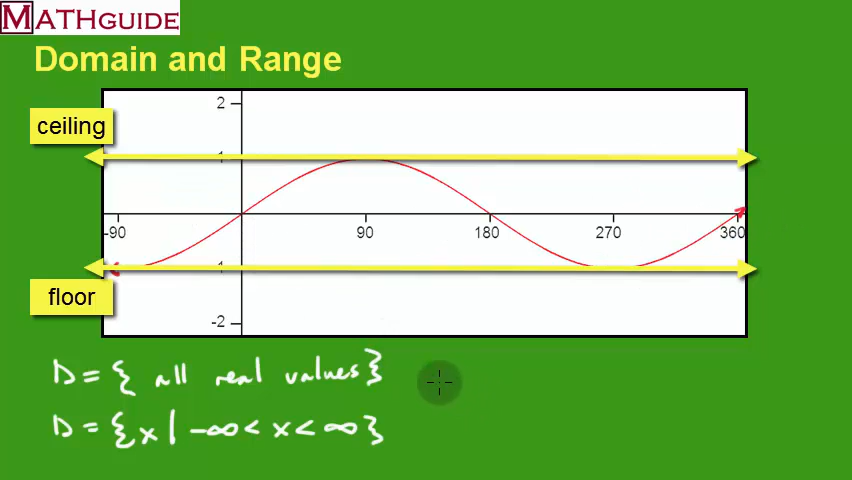 MATHGUIDE
Domain and Range
2
ceiling
1
-90 90 180 270 360
-1
floor
-2
D = { all real values }
D = { x | -∞ < x < ∞ }